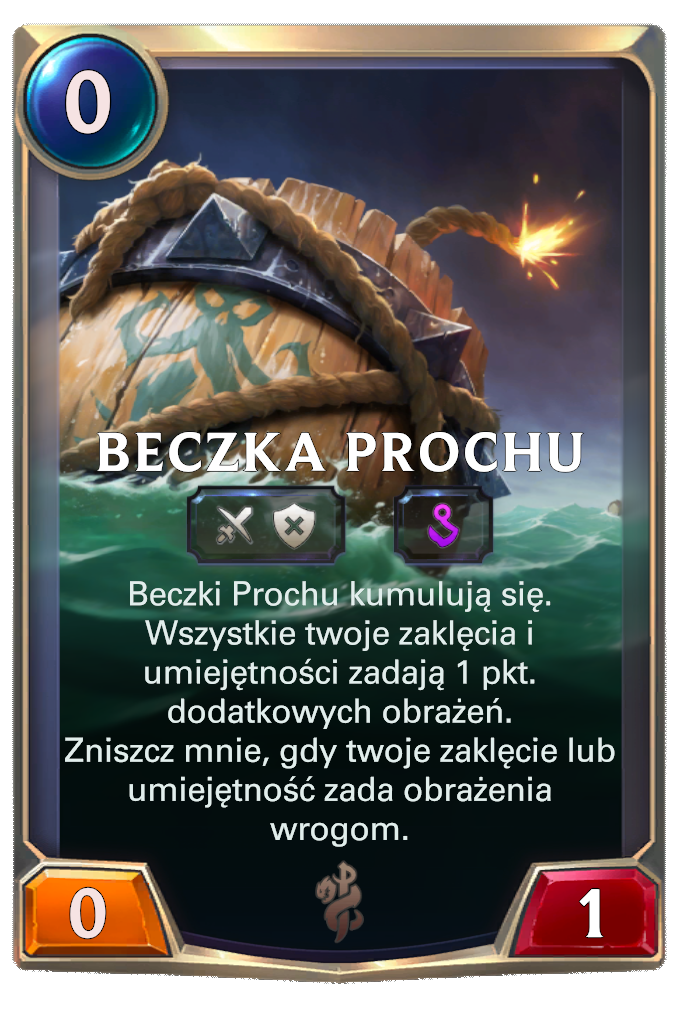 0
BECZKA PROCHU
Beczki Prochu kumulują się.
Wszystkie twoje zaklęcia i
umiejętności zadają 1 pkt.
dodatkowych obrażeń.
Zniszcz mnie, gdy twoje zaklęcie lub
umiejętność zada obrażenia
wrogom.
0
1